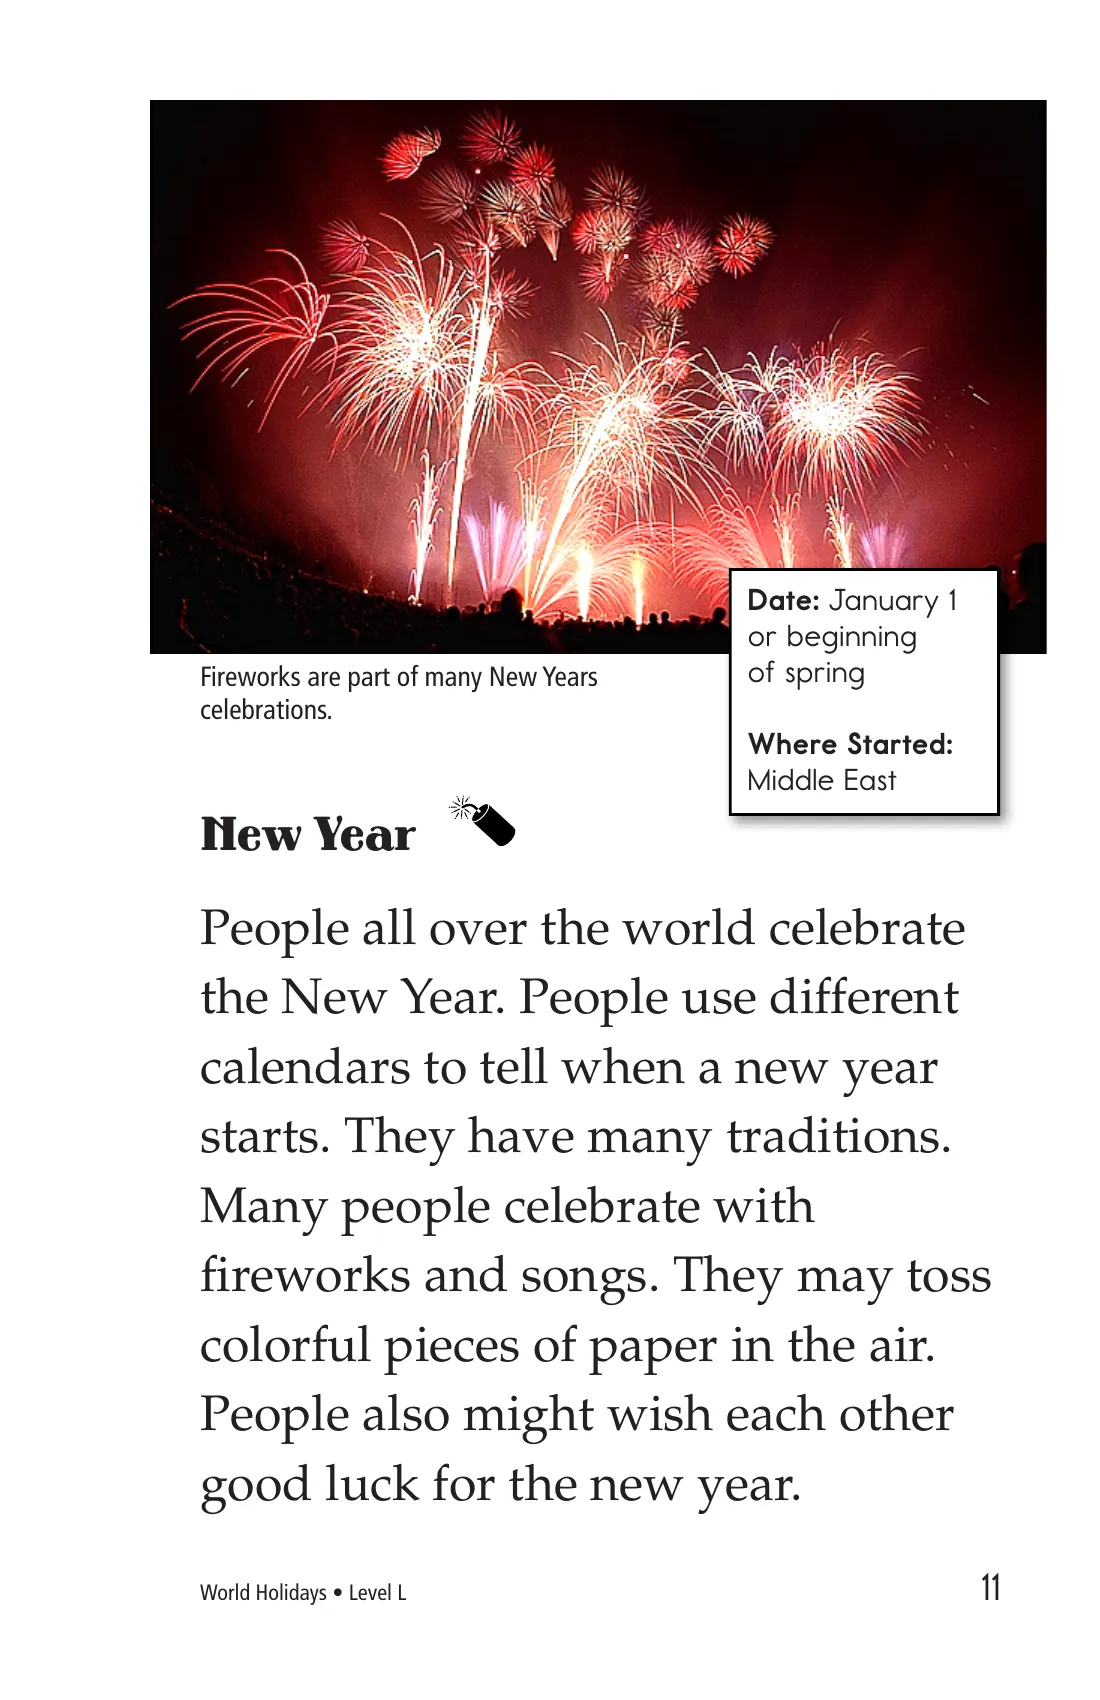 Date: January 1
or beginning
of spring
Where Started:
Middle East
Fireworks are part of many New Years
celebrations.
New Year
People all over the world celebrate
the New Year. People use different
calendars to tell when a new year
starts. They have many traditions.
Many people celebrate with
fireworks and songs. They may toss
colorful pieces of paper in the air.
People also might wish each other
good luck for the new year.
World Holidays • Level L
11